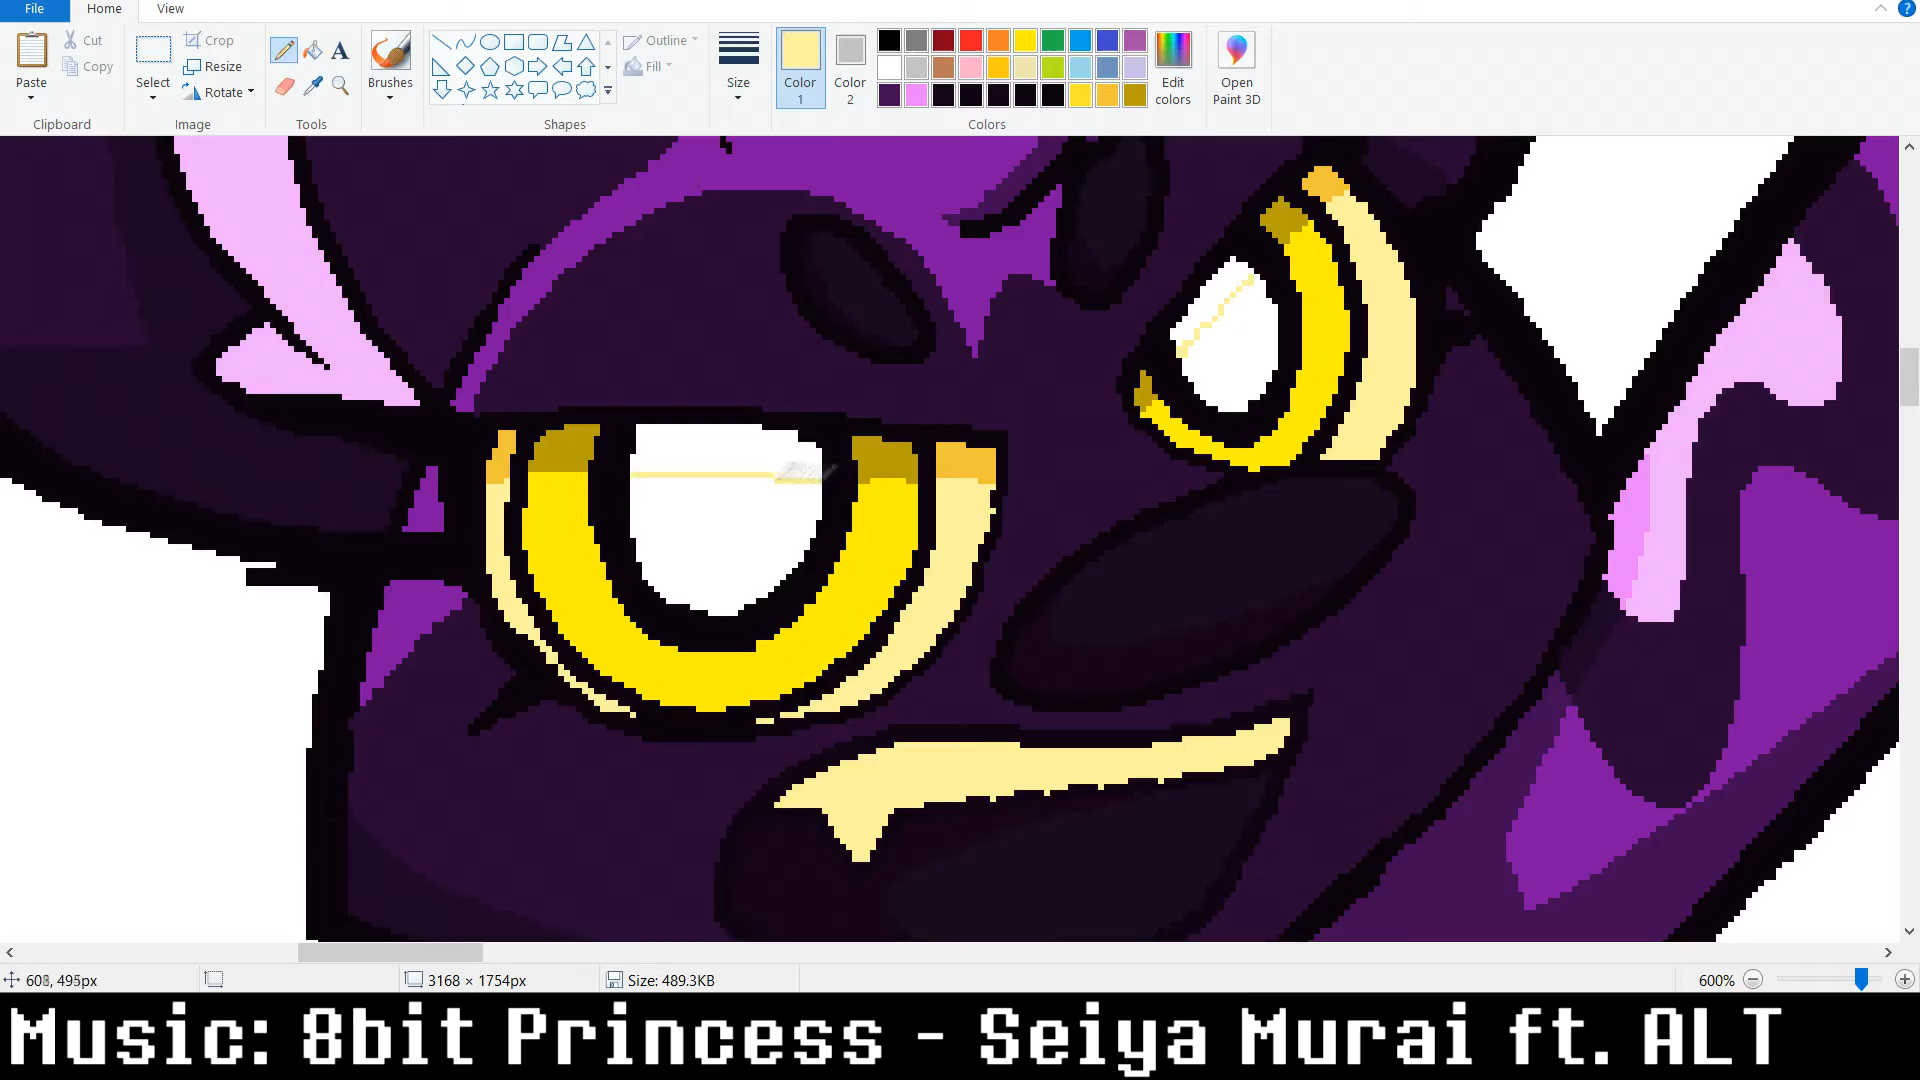 File
Home
View
Paste
Cut
Copy
Clipboard
Select
Crop
Resize
Rotate
Image
Tools
Brushes
Shapes
Outline
Fill
Size
Color
1
Color
2
Colors
Edit
colors
Open
Paint 3D
495px
3168 × 1754px
Size: 489.3KB
600%
Music: 8bit Princess - Seiya Murai ft. ALT